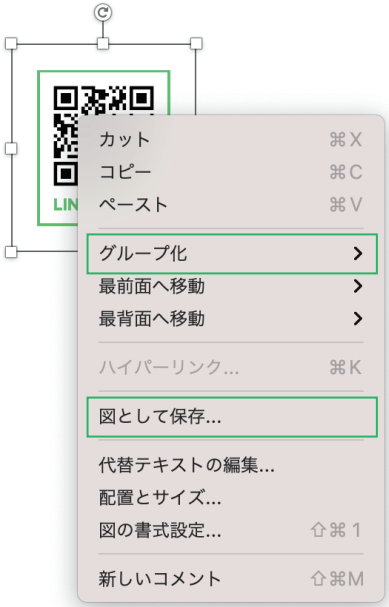 LIN
カット ⌘X
コピー ⌘C
ペースト ⌘V
グループ化
最前面へ移動
最背面へ移動
ハイパーリンク... ⌘K
図として保存...
代替テキストの編集...
配置とサイズ...
図の書式設定... ⇧⌘1
新しいコメント ⇧⌘M